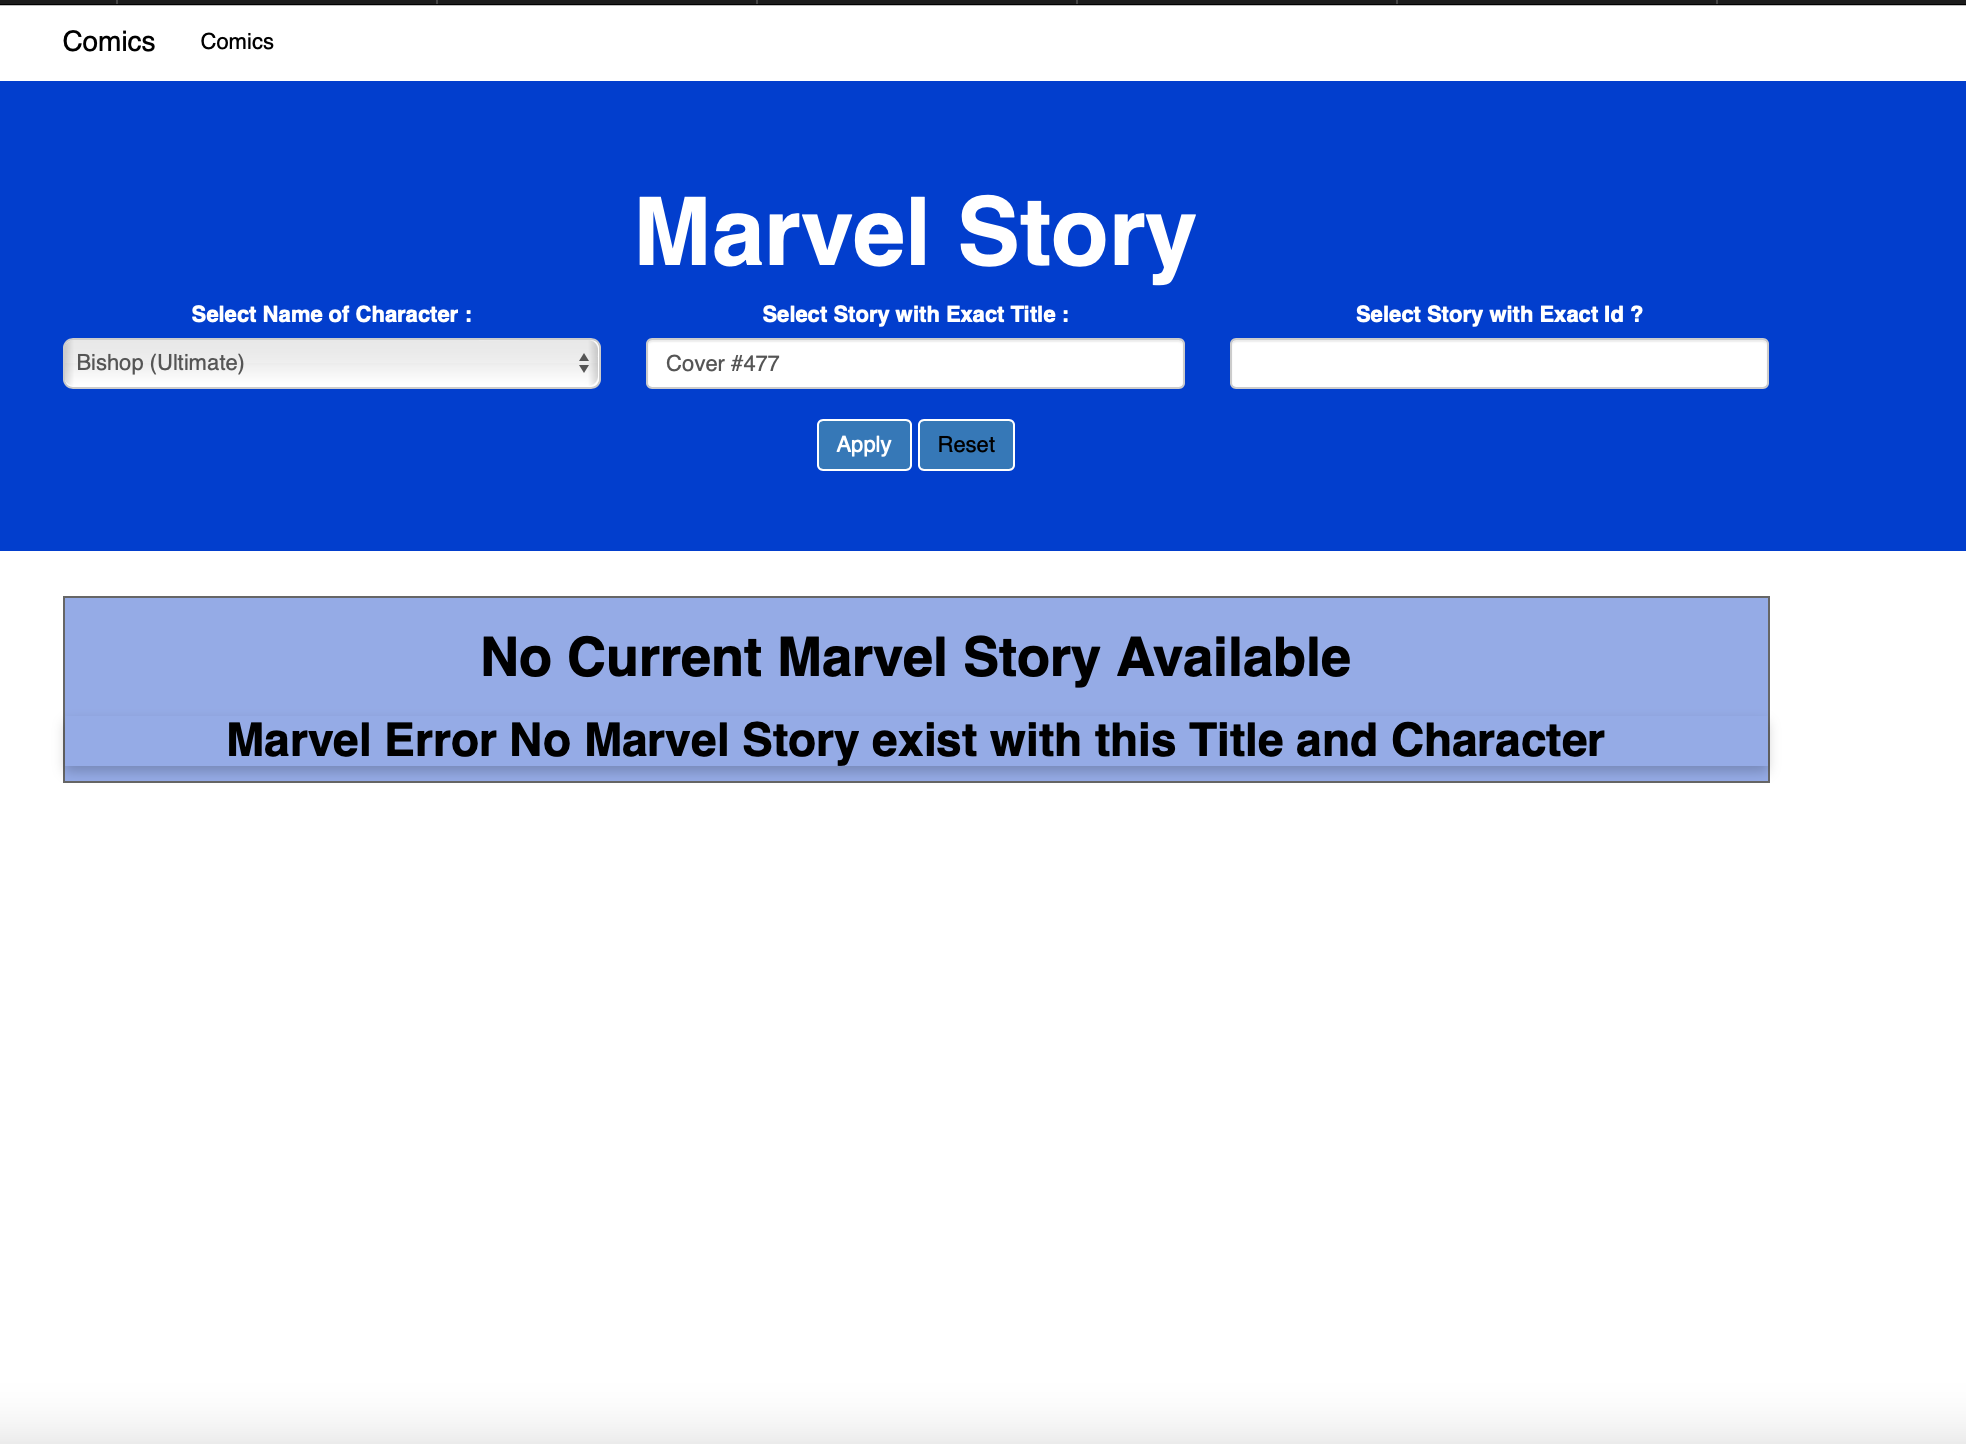 Comics Comics
Marvel Story
Select Name of Character : Select Story with Exact Title : Select Story with Exact Id ?
Bishop (Ultimate) Cover #477
Apply Reset
No Current Marvel Story Available
Marvel Error No Marvel Story exist with this Title and Character